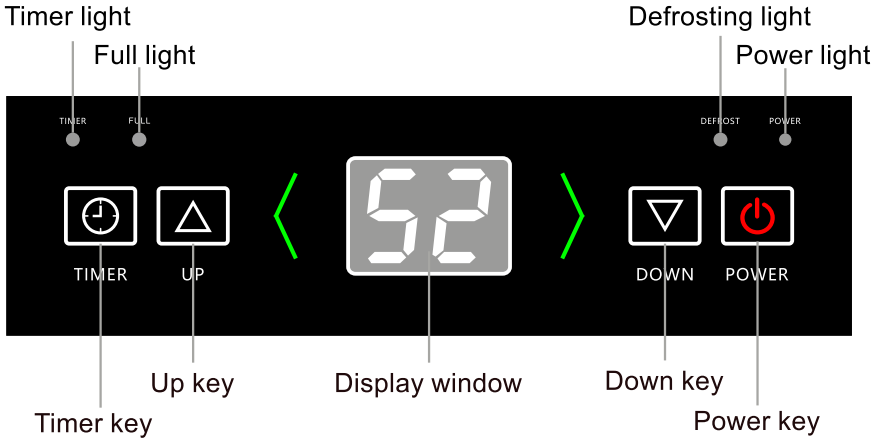 Timer light
Defrosting light
Full light
Power light
TIMER
FULL
DEFROST
POWER
52
TIMER
UP
DOWN
POWER
Up key
Display window
Down key
Timer key
Power key